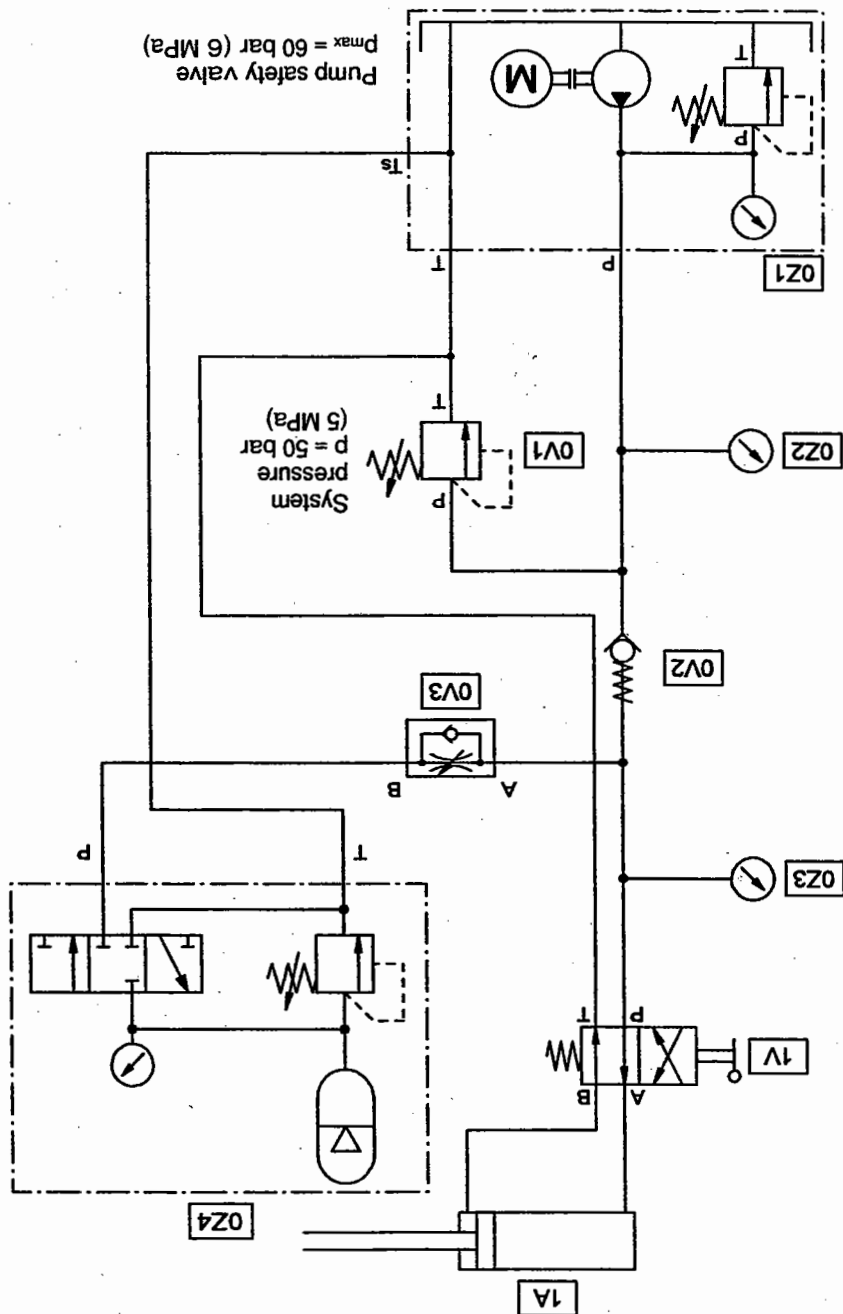 1A
0Z4
A
B
1V
P
T
0Z3
T
P
A
B
0V3
0V2
P
System
pressure
p = 50 bar
(5 MPa)
0V1
0Z2
T
0Z1
P
T
Ts
P
M
T
Pump safety valve
pmax = 60 bar (6 MPa)